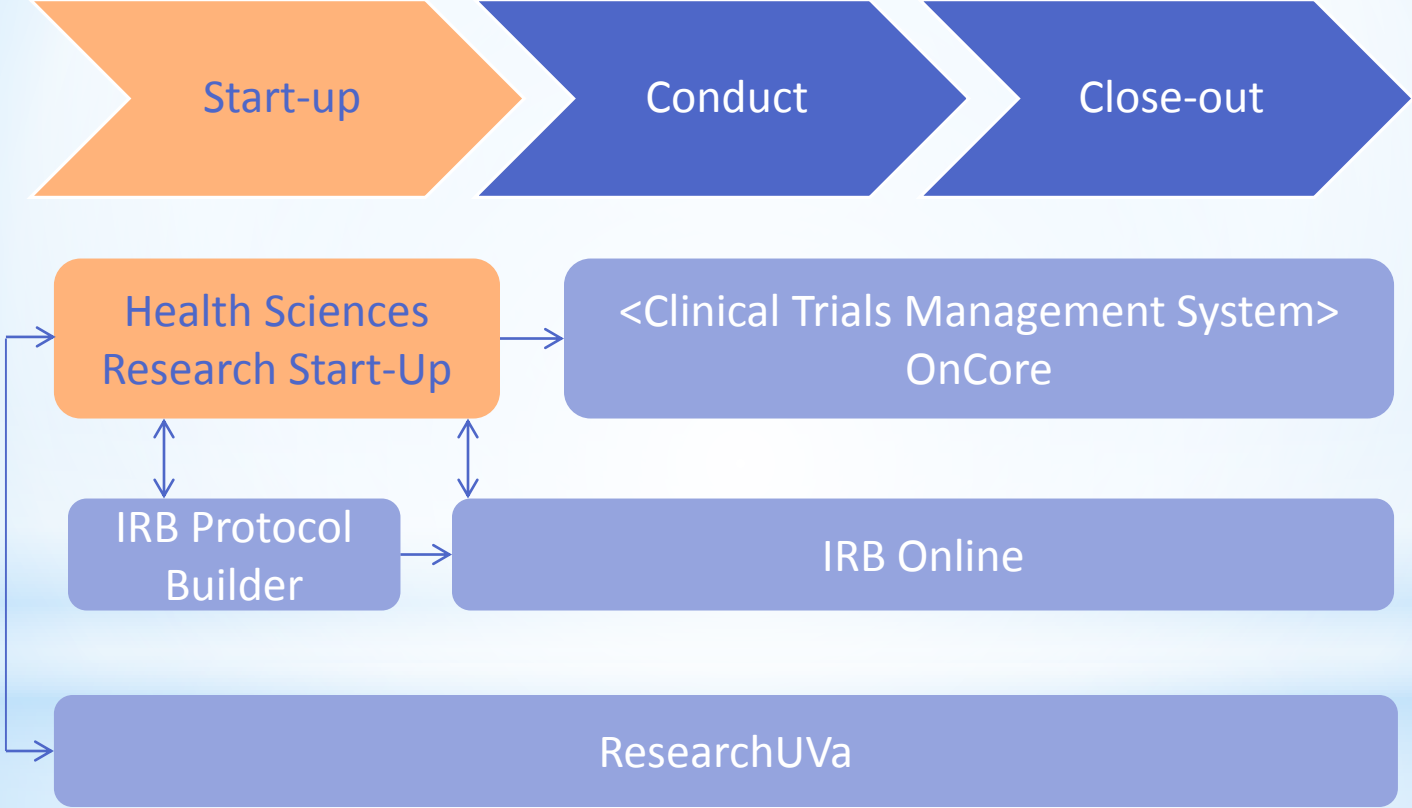 Start-up
Conduct
Close-out
Health Sciences
Research Start-Up
<Clinical Trials Management System>
OnCore
IRB Protocol
Builder
IRB Online
ResearchUVa